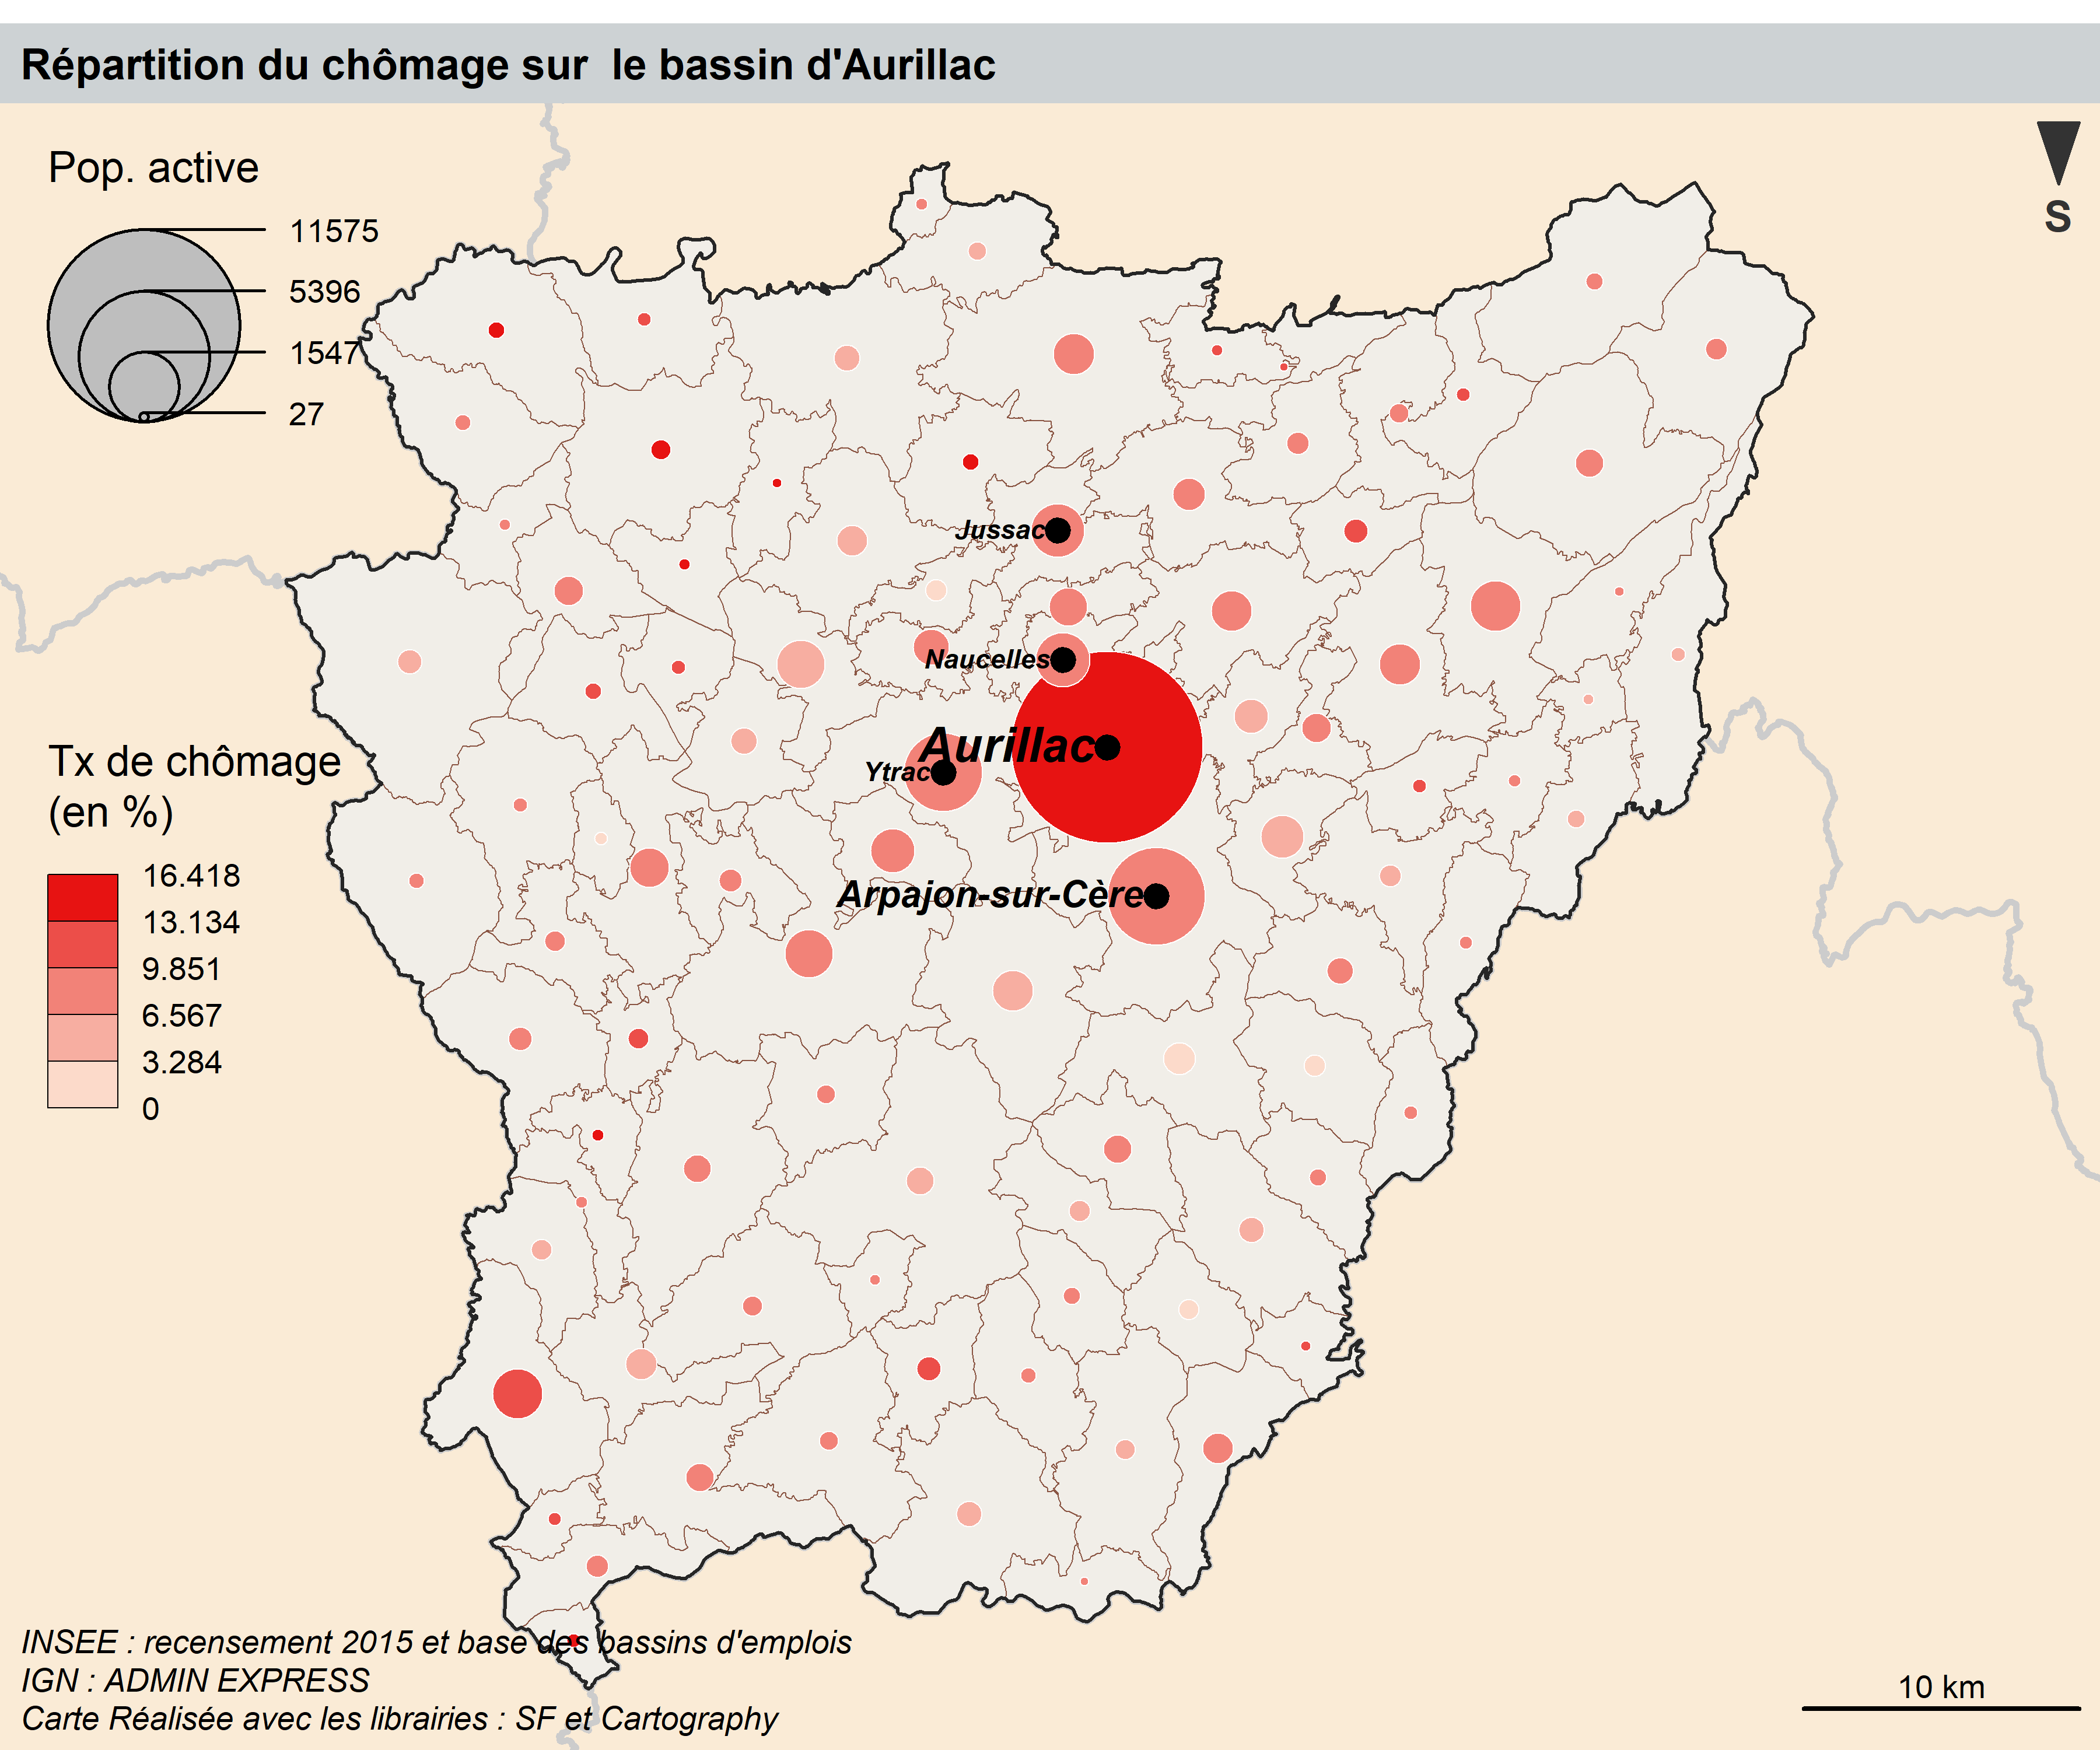 Répartition du chômage sur  le bassin d'Aurillac
Pop. active
11575
5396
1547
27
S
Jussac
Naucelles
Aurillac
Ytrac
Arpajon-sur-Cère
Tx de chômage
(en %)
16.418
13.134
9.851
6.567
3.284
0
INSEE : recensement 2015 et base des bassins d'emplois
IGN : ADMIN EXPRESS
Carte Réalisée avec les librairies : SF et Cartography
10 km